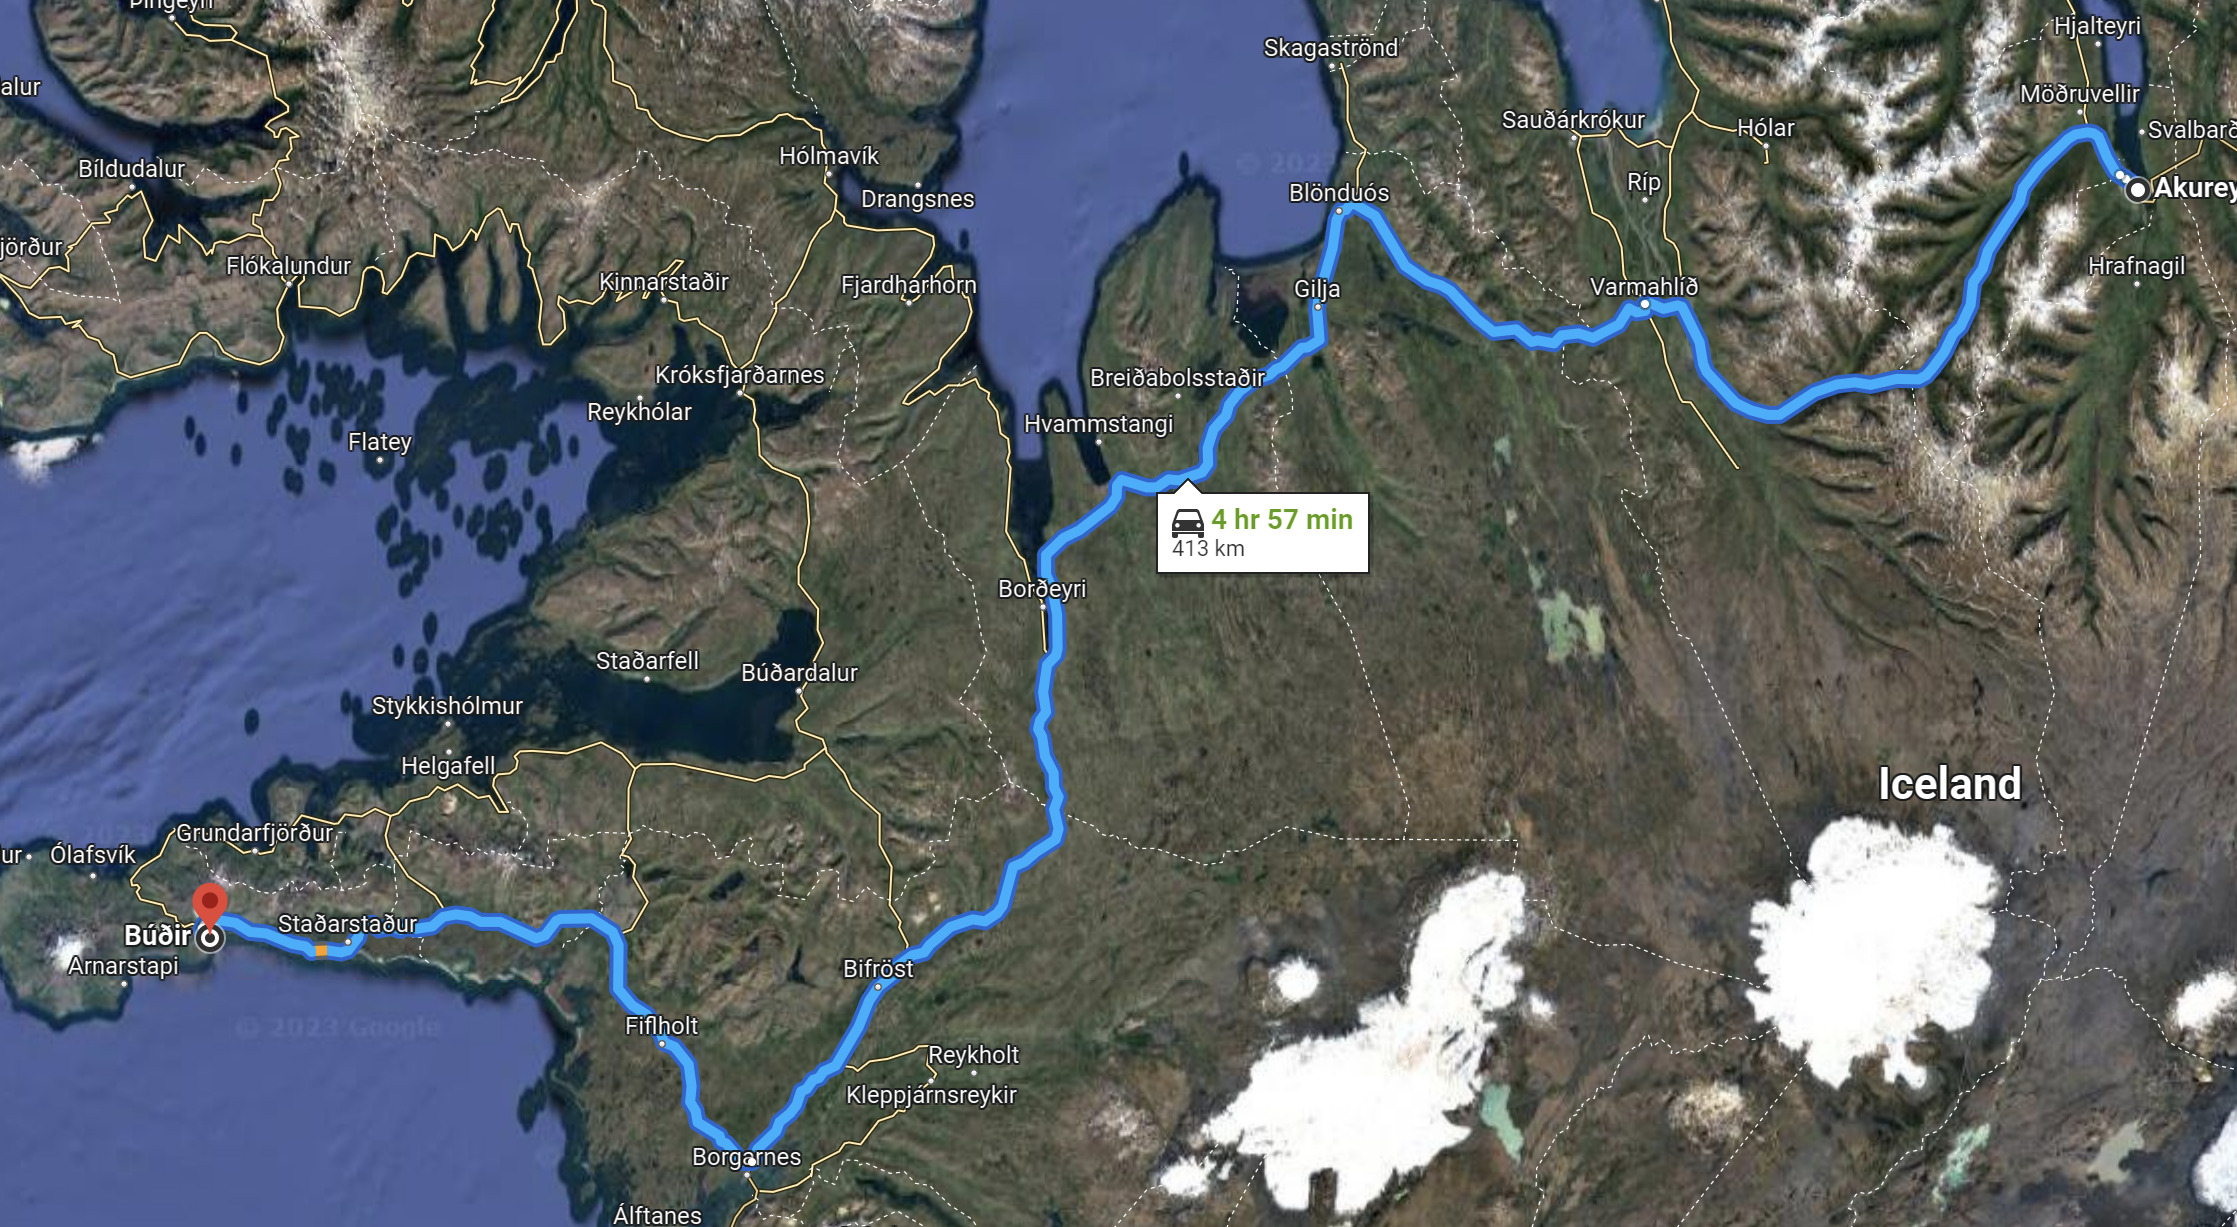 Þingeyri
Skagaströnd
Hjalteyri
alur
Möðruvellir
Sauðárkrókur
Hólar
Svalbarð
Hólmavík
Bíldudalur
Drangsnes
Blönduós
Ríp
Akurey
jörður
Flókalundur
Kinnarstaðir
Fjardharhorn
Gilja
Varmahlíð
Hrafnagil
Króksfjarðarnes
Breiðabolsstaðir
Reykhólar
Hvammstangi
Flatey
4 hr 57 min
413 km
Borðeyri
Staðarfell
Búðardalur
Stykkishólmur
Helgafell
Iceland
Grundarfjörður
ur
Ólafsvík
Staðarstaður
Búðir
Arnarstapi
Bifröst
© 2023 Google
Fiflholt
Reykholt
Kleppjárnsreykir
Borgarnes
Álftanes